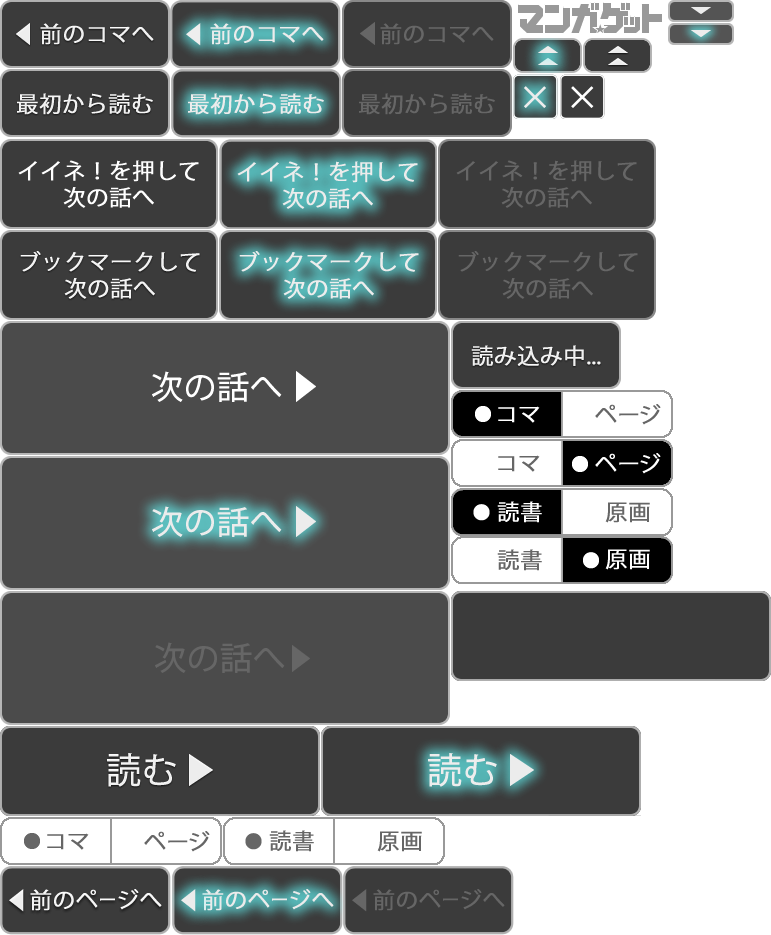 前のコマへ
前のコマへ
前のコマへ
マンガゲット
最初から読む
最初から読む
最初から読む
イイネ！を押して
次の話へ
イイネ！を押して
次の話へ
イイネ！を押して
次の話へ
ブックマークして
次の話へ
ブックマークして
次の話へ
ブックマークして
次の話へ
次の話へ
読み込み中...
コマ
ページ
コマ
ページ
読書
原画
読書
原画
次の話へ
次の話へ
読む
読む
コマ
ページ
読書
原画
前のページへ
前のページへ
前のページへ